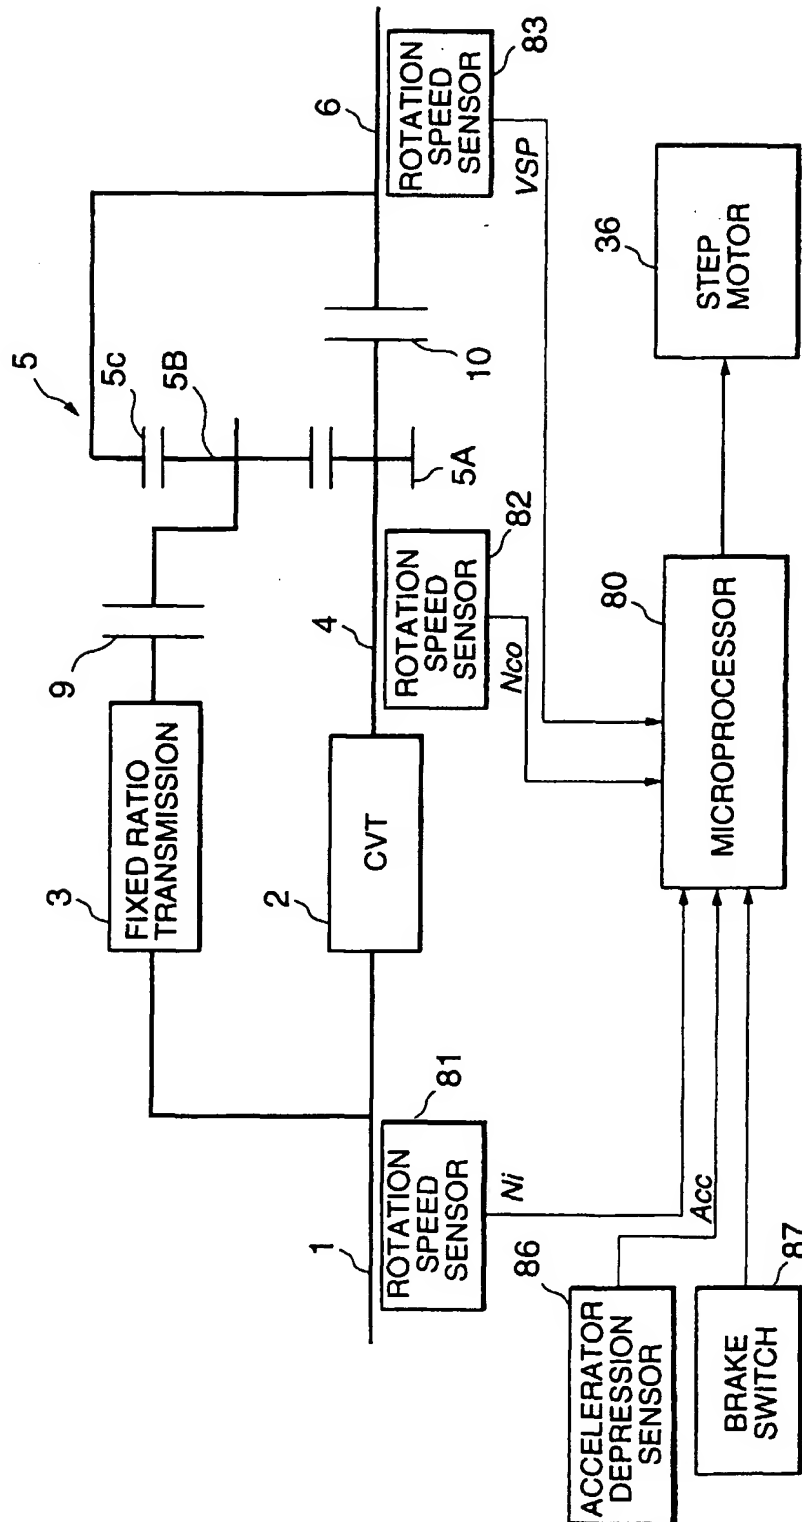 5
5c
5B
9
3
FIXED RATIO
TRANSMISSION
10
5A
6
ROTATION
SPEED
SENSOR
83
VSP
4
ROTATION
SPEED
SENSOR
82
Nco
2
CVT
1
ROTATION
SPEED
SENSOR
81
Ni
36
STEP
MOTOR
80
MICROPROCESSOR
86
ACCELERATOR
DEPRESSION
SENSOR
Acc
87
BRAKE
SWITCH